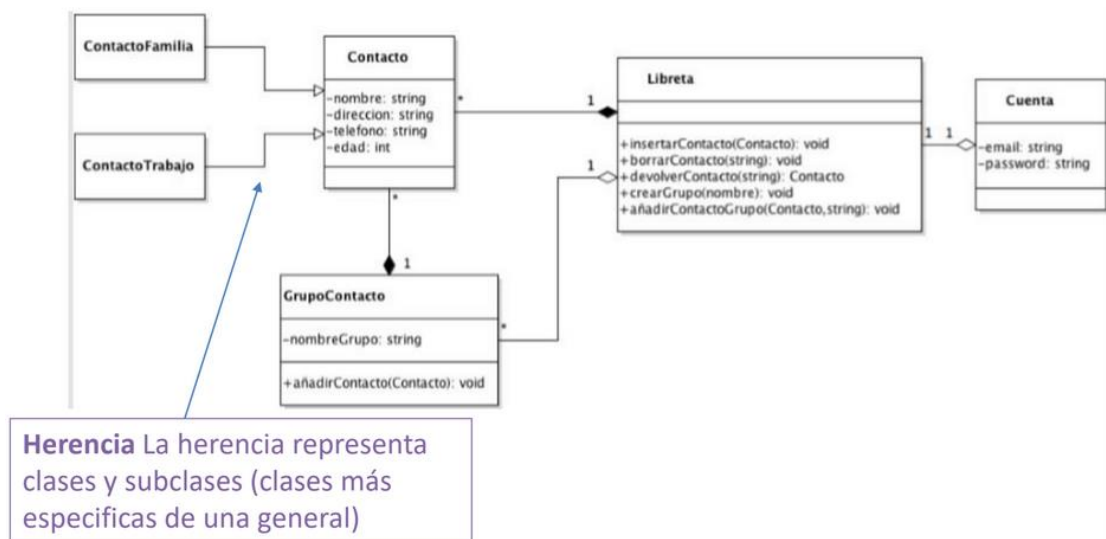 ContactoFamilia
ContactoTrabajo
Contacto
-nombre: string
-direccion: string
-telefono: string
-edad: int
*
1
Libreta
+insertarContacto(Contacto): void
+borrarContacto(string): void
+devolverContacto(string): Contacto
+crearGrupo(nombre): void
+añadirContactoGrupo(Contacto,string): void
1
1 1
Cuenta
-email: string
-password: string
*
1
GrupoContacto
-nombreGrupo: string
+añadirContacto(Contacto): void
*
Herencia La herencia representa
clases y subclases (clases más
especificas de una general)